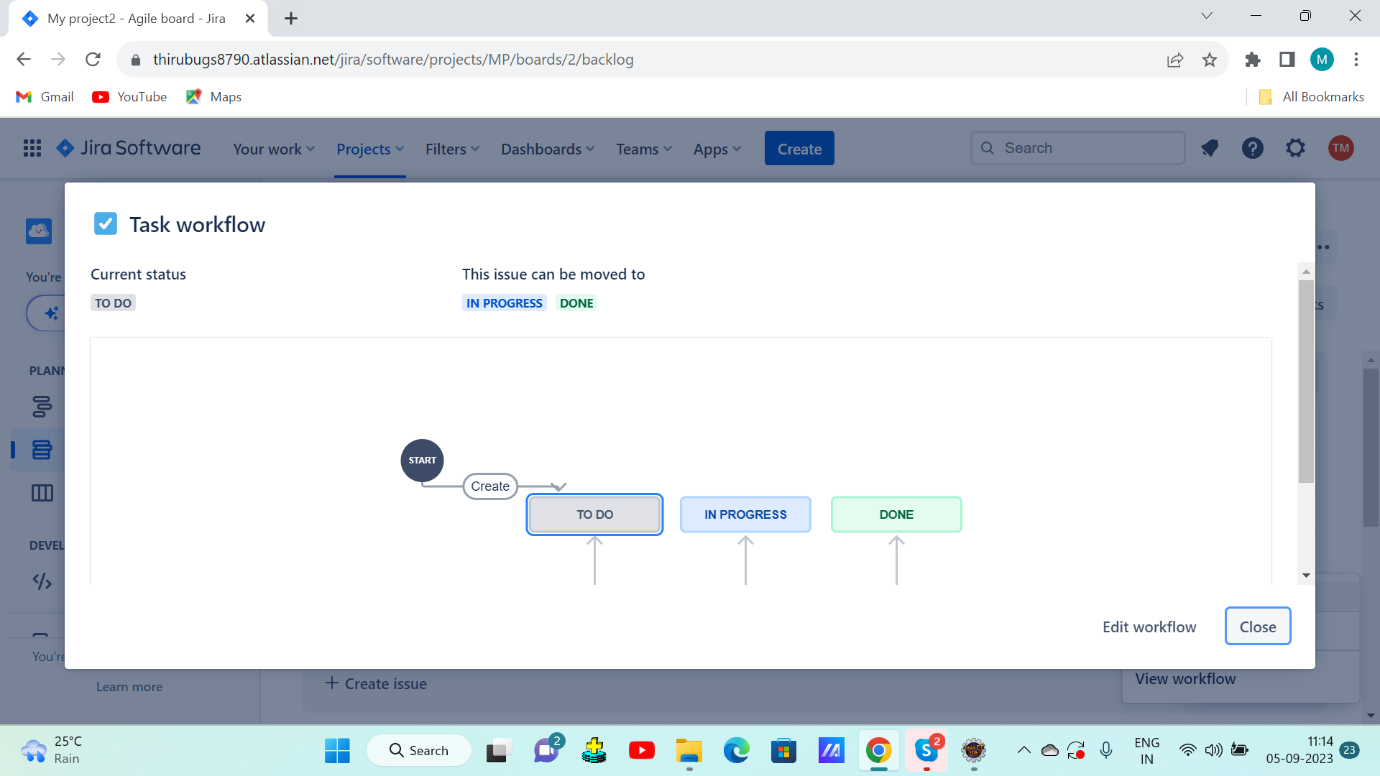 My project2 - Agile board - Jira
thirubugs8790.atlassian.net/jira/software/projects/MP/boards/2/backlog
M
Gmail YouTube Maps All Bookmarks
Jira Software Your work Projects Filters Dashboards Teams Apps Create Search TM
Task workflow
You're
Current status This issue can be moved to
TO DO IN PROGRESS DONE
PLANN
START
Create
TO DO IN PROGRESS DONE
DEVEL
Edit workflow Close
You're
Learn more
View workflow
+ Create issue
25°C
Rain
Search
2
2
ENG
IN
11:14
05-09-2023
23